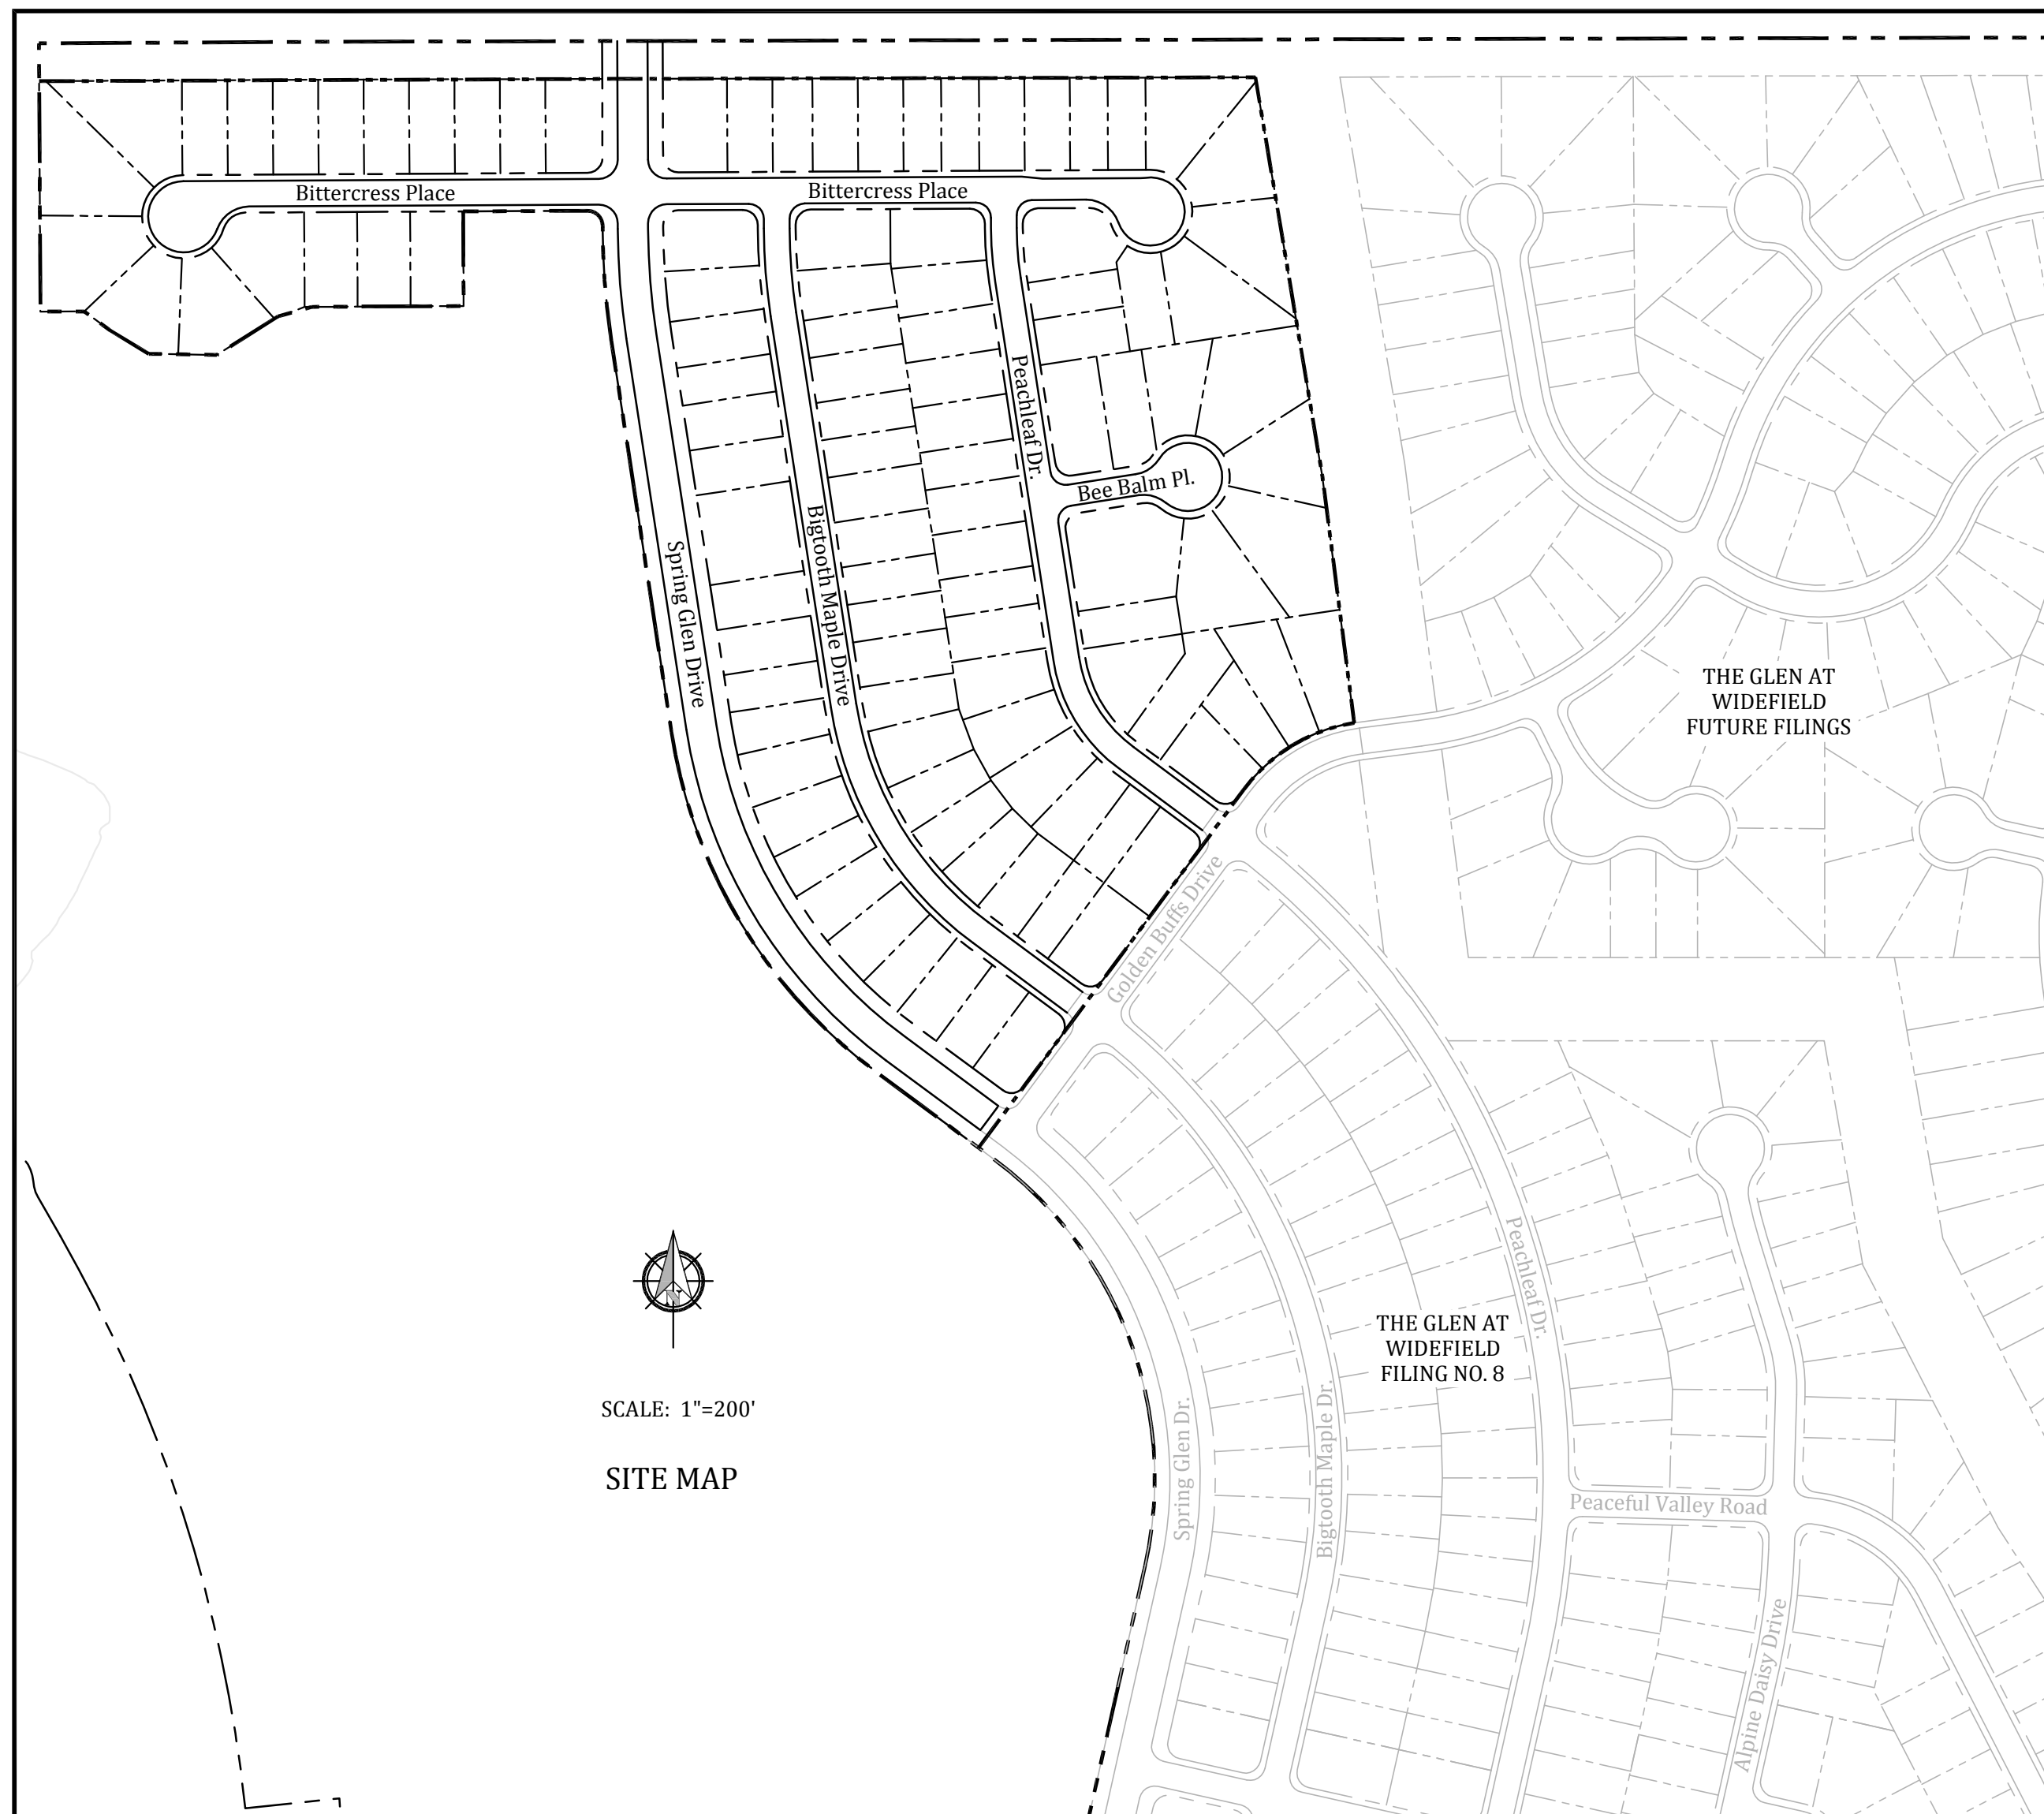 Bittercress Place
Bittercress Place
Peachleaf Dr.
Bee Balm Pl.
Bigtooth Maple Drive
Spring Glen Drive
THE GLEN AT
WIDEFIELD
FUTURE FILINGS
Golden Buffs Drive
N
SCALE: 1"=200'
SITE MAP
THE GLEN AT
WIDEFIELD
FILING NO. 8
Peachleaf Dr.
Spring Glen Dr.
Bigtooth Maple Dr.
Peaceful Valley Road
Alpine Daisy Drive